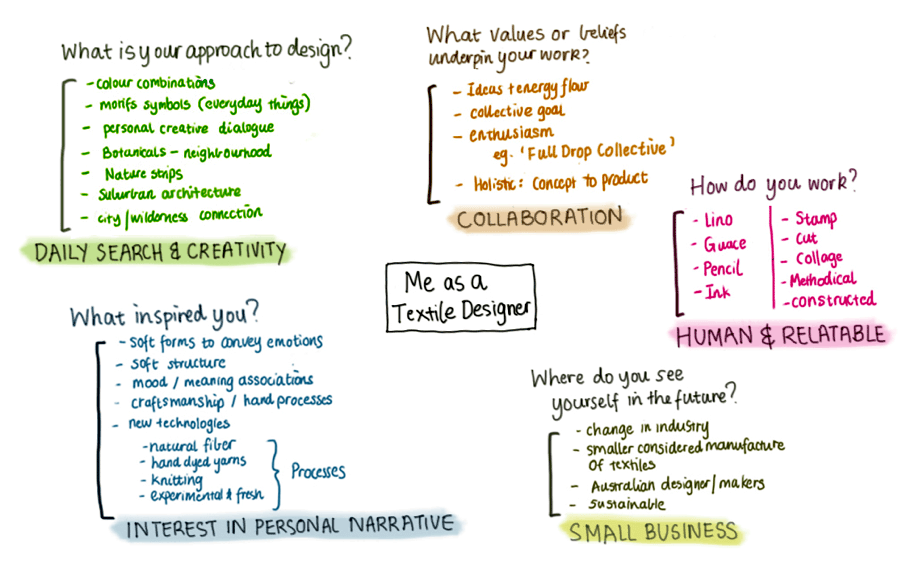 What is your approach to design?
- colour combinations
- motifs symbols (everyday things)
- personal creative dialogue
- Botanicals - neighbourhood
- Nature strips
- Suburban architecture
- city/wilderness connection
DAILY SEARCH & CREATIVITY
What values or beliefs
underpin your work?
- Ideas + energy flow
- collective goal
- enthusiasm
eg. 'Full Drop Collective'
- Holistic: Concept to product
COLLABORATION
How do you work?
- Lino
- Guace
- Pencil
- Ink
- Stamp
- Cut
- Collage
- Methodical
- constructed
HUMAN & RELATABLE
Me as a
Textile Designer
What inspired you?
- soft forms to convey emotions
- soft structure
- mood / meaning associations
- craftsmanship / hand processes
- new technologies
- natural fiber
- hand dyed yarns
- knitting
- experimental & fresh
Processes
INTEREST IN PERSONAL NARRATIVE
Where do you see
yourself in the future?
- change in industry
- smaller considered manufacture
of textiles
- Australian designer/makers
- sustainable
SMALL BUSINESS